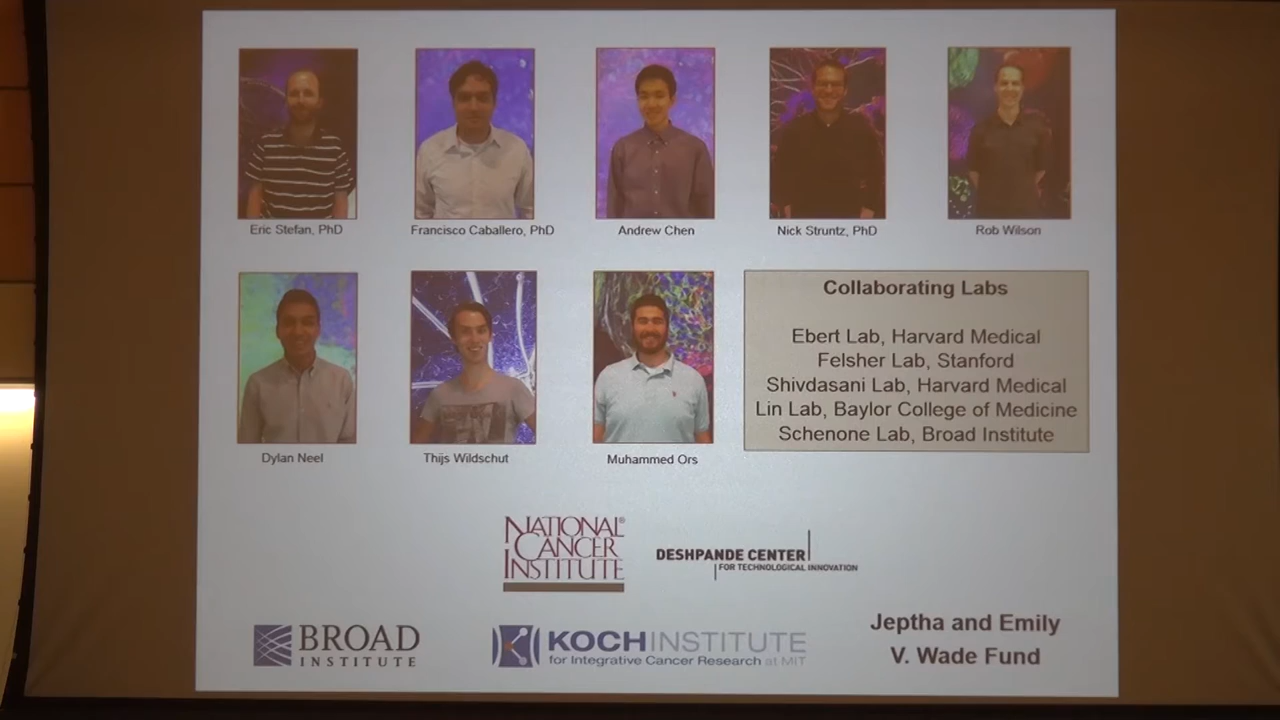 Eric Stefan, PhD
Francisco Caballero, PhD
Andrew Chen
Nick Struntz, PhD
Rob Wilson
Dylan Neel
Thijs Wildschut
Muhammed Ors
Collaborating Labs
Ebert Lab, Harvard Medical
Felsher Lab, Stanford
Shivdasani Lab, Harvard Medical
Lin Lab, Baylor College of Medicine
Schenone Lab, Broad Institute
NATIONAL®
CANCER
INSTITUTE
DESHPANDE CENTER
FOR TECHNOLOGICAL INNOVATION
BROAD
INSTITUTE
KOCH INSTITUTE
for Integrative Cancer Research at MIT
Jeptha and Emily
V. Wade Fund